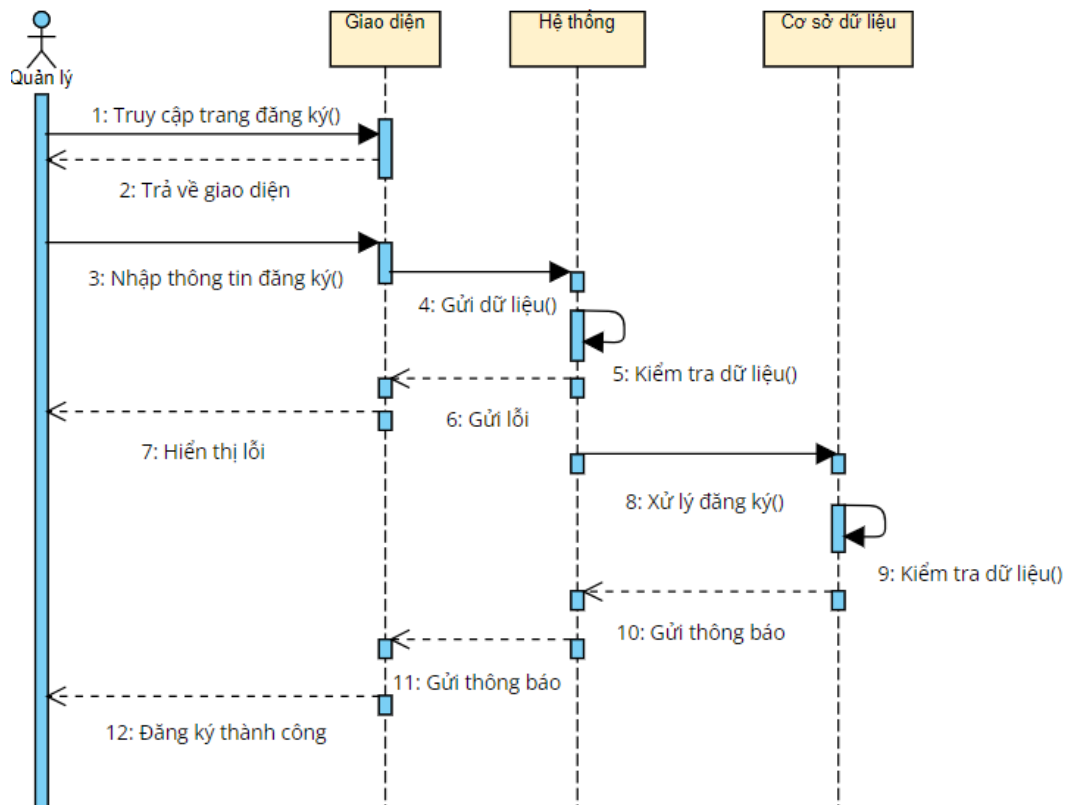 Giao diện
Hệ thống
Cơ sở dữ liệu
Quản lý
1: Truy cập trang đăng ký()
2: Trả về giao diện
3: Nhập thông tin đăng ký()
4: Gửi dữ liệu()
5: Kiểm tra dữ liệu()
6: Gửi lỗi
7: Hiển thị lỗi
8: Xử lý đăng ký()
9: Kiểm tra dữ liệu()
10: Gửi thông báo
11: Gửi thông báo
12: Đăng ký thành công